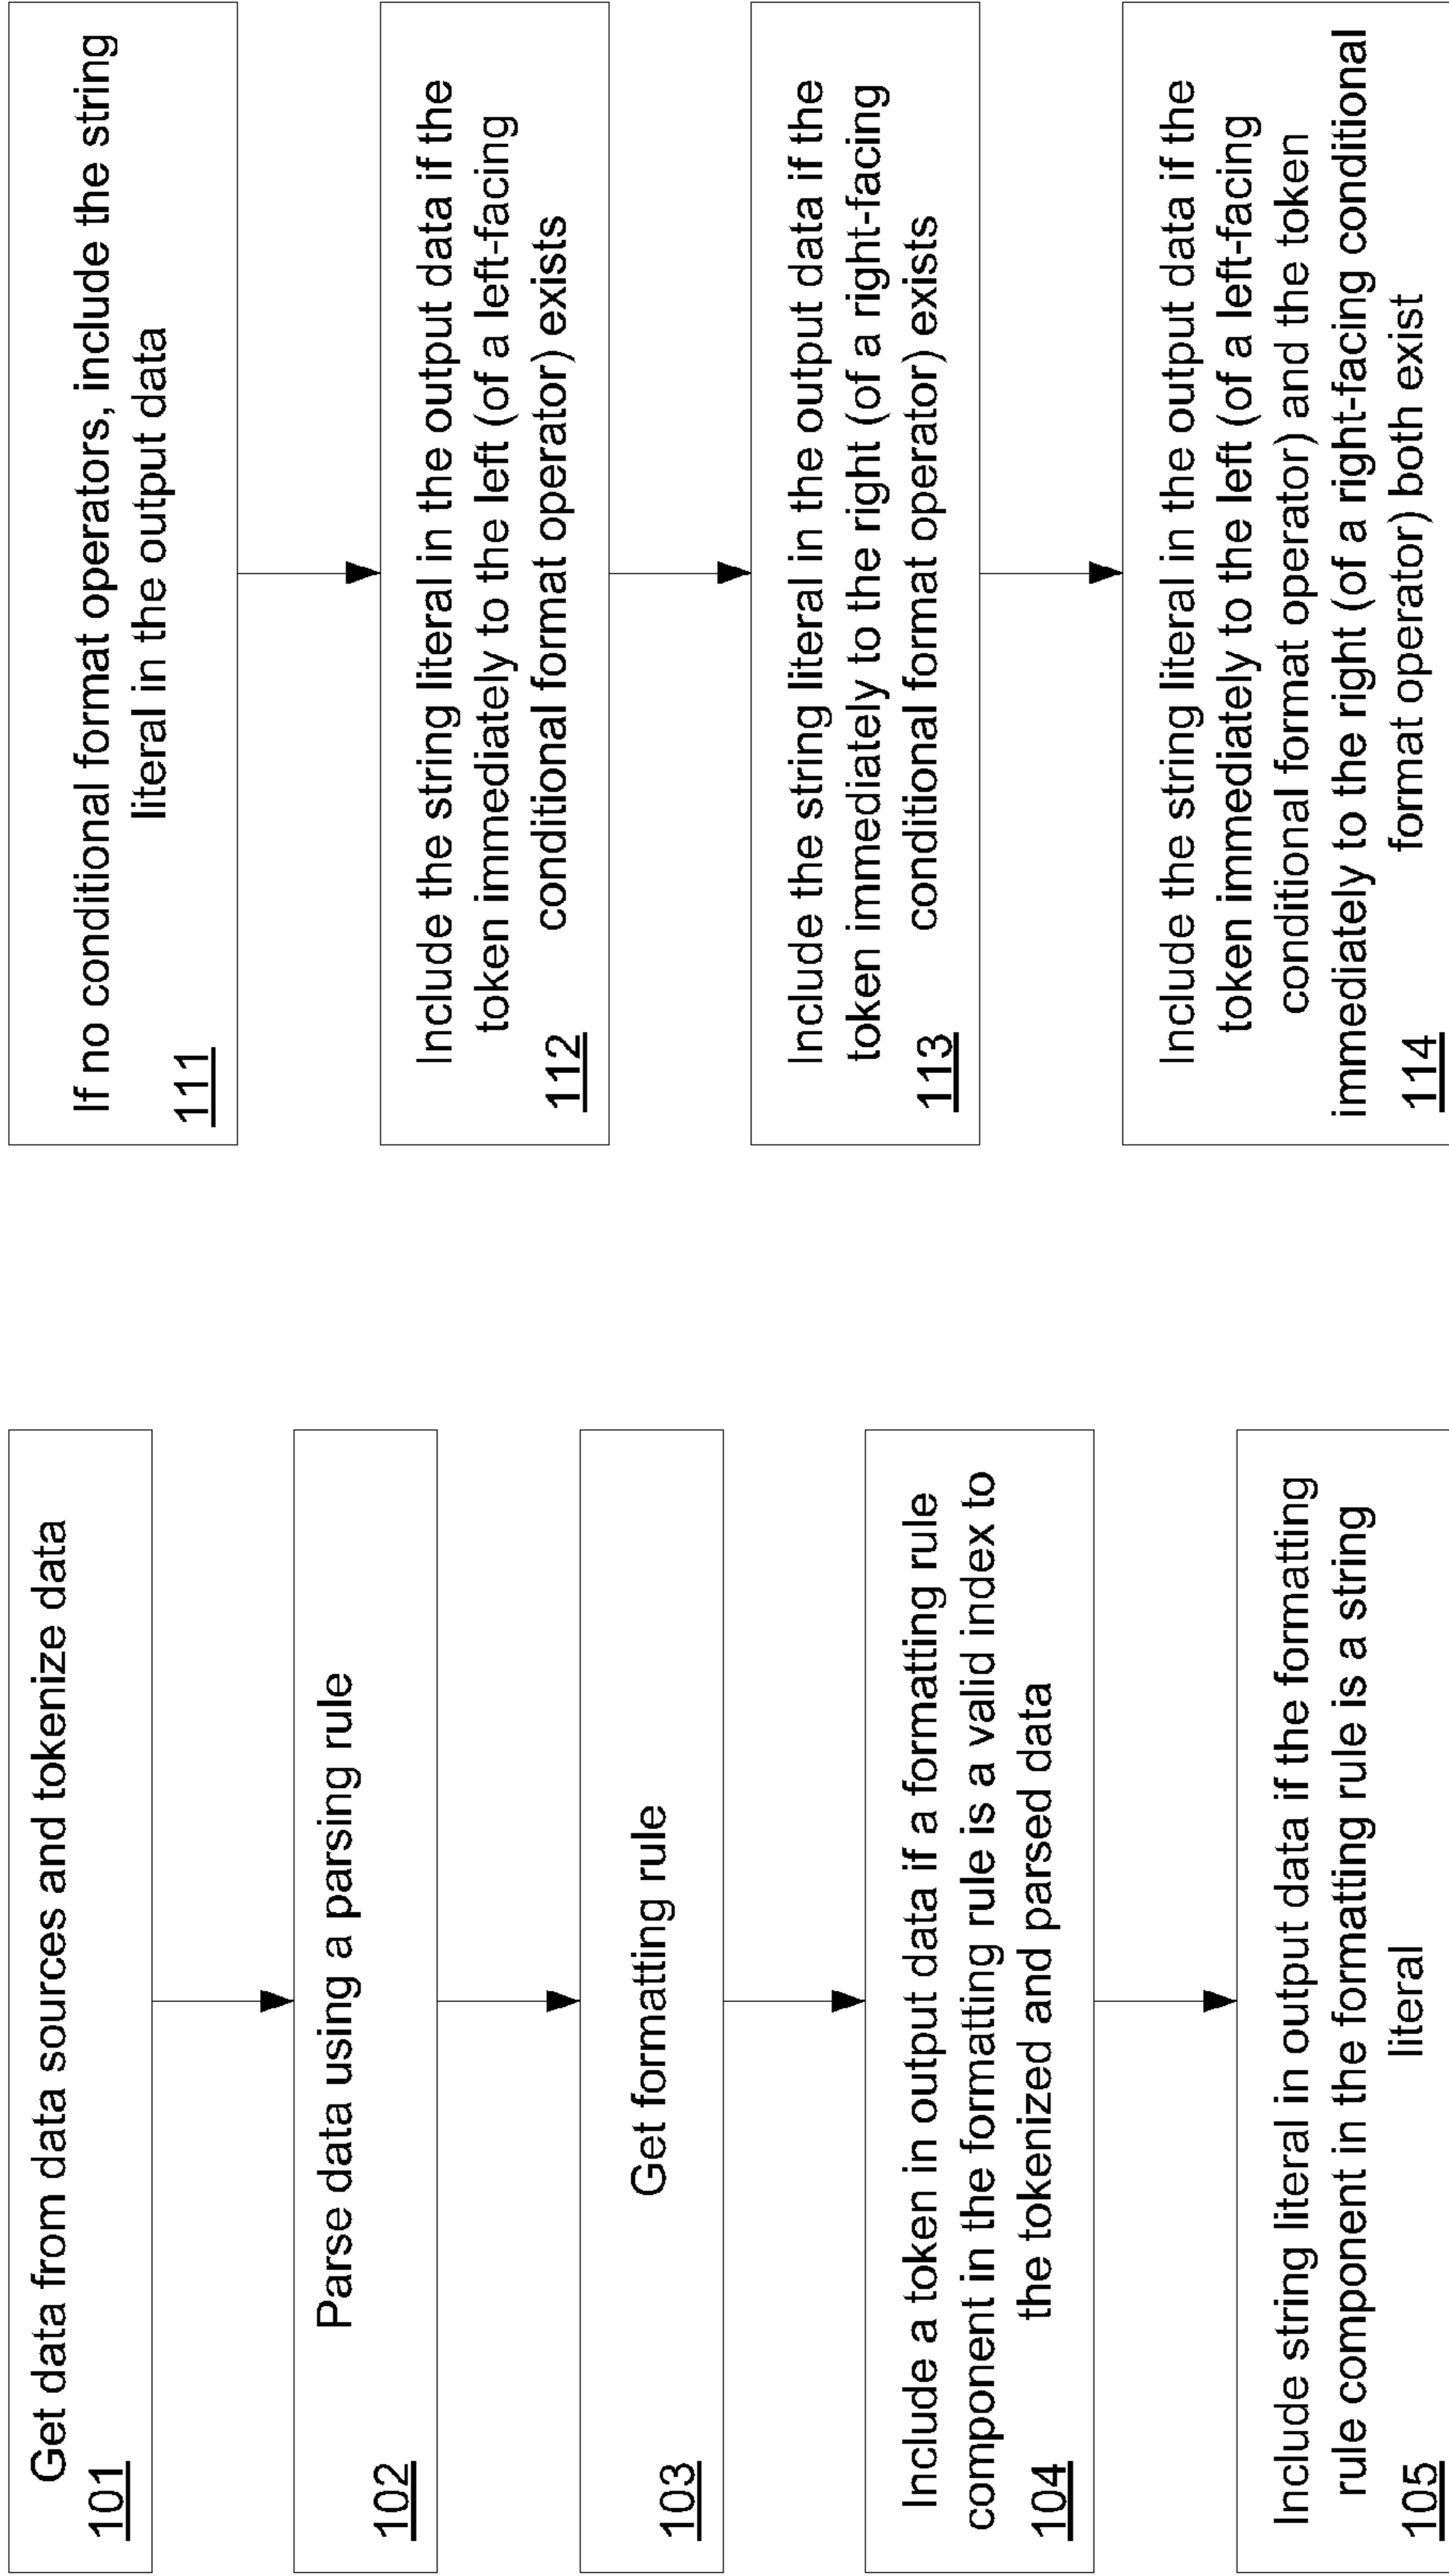 Get data from data sources and tokenize data
101
Parse data using a parsing rule
102
Get formatting rule
103
Include a token in output data if a formatting rule
component in the formatting rule is a valid index to
the tokenized and parsed data
104
Include string literal in output data if the formatting
rule component in the formatting rule is a string
literal
105
If no conditional format operators, include the string
literal in the output data
111
Include the string literal in the output data if the
token immediately to the left (of a left-facing
conditional format operator) exists
112
Include the string literal in the output data if the
token immediately to the right (of a right-facing
conditional format operator) exists
113
Include the string literal in the output data if the
token immediately to the left (of a left-facing
conditional format operator) and the token
immediately to the right (of a right-facing conditional
format operator) both exist
114